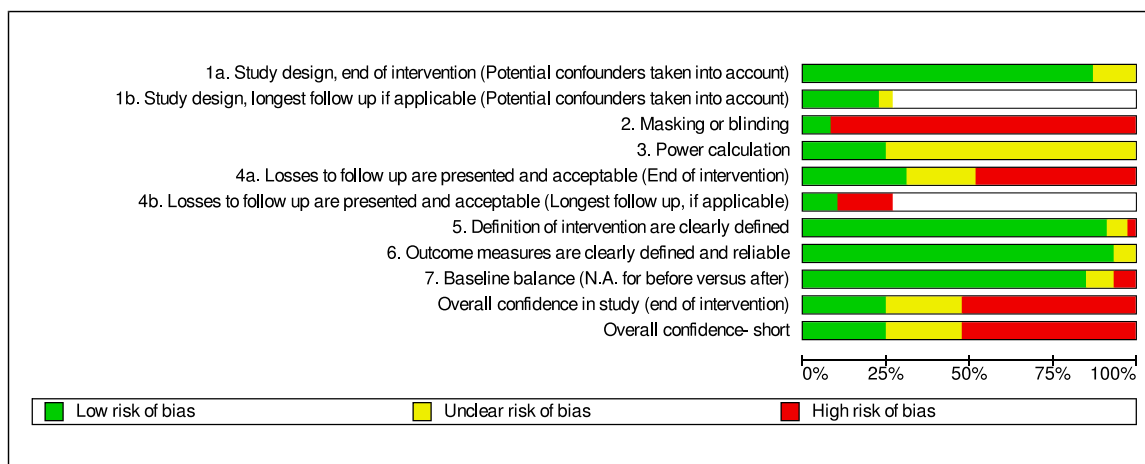 1a. Study design, end of intervention (Potential confounders taken into account)
1b. Study design, longest follow up if applicable (Potential confounders taken into account)
2. Masking or blinding
3. Power calculation
4a. Losses to follow up are presented and acceptable (End of intervention)
4b. Losses to follow up are presented and acceptable (Longest follow up, if applicable)
5. Definition of intervention are clearly defined
6. Outcome measures are clearly defined and reliable
7. Baseline balance (N.A. for before versus after)
Overall confidence in study (end of intervention)
Overall confidence- short
0% 25% 50% 75% 100%
Low risk of bias Unclear risk of bias High risk of bias